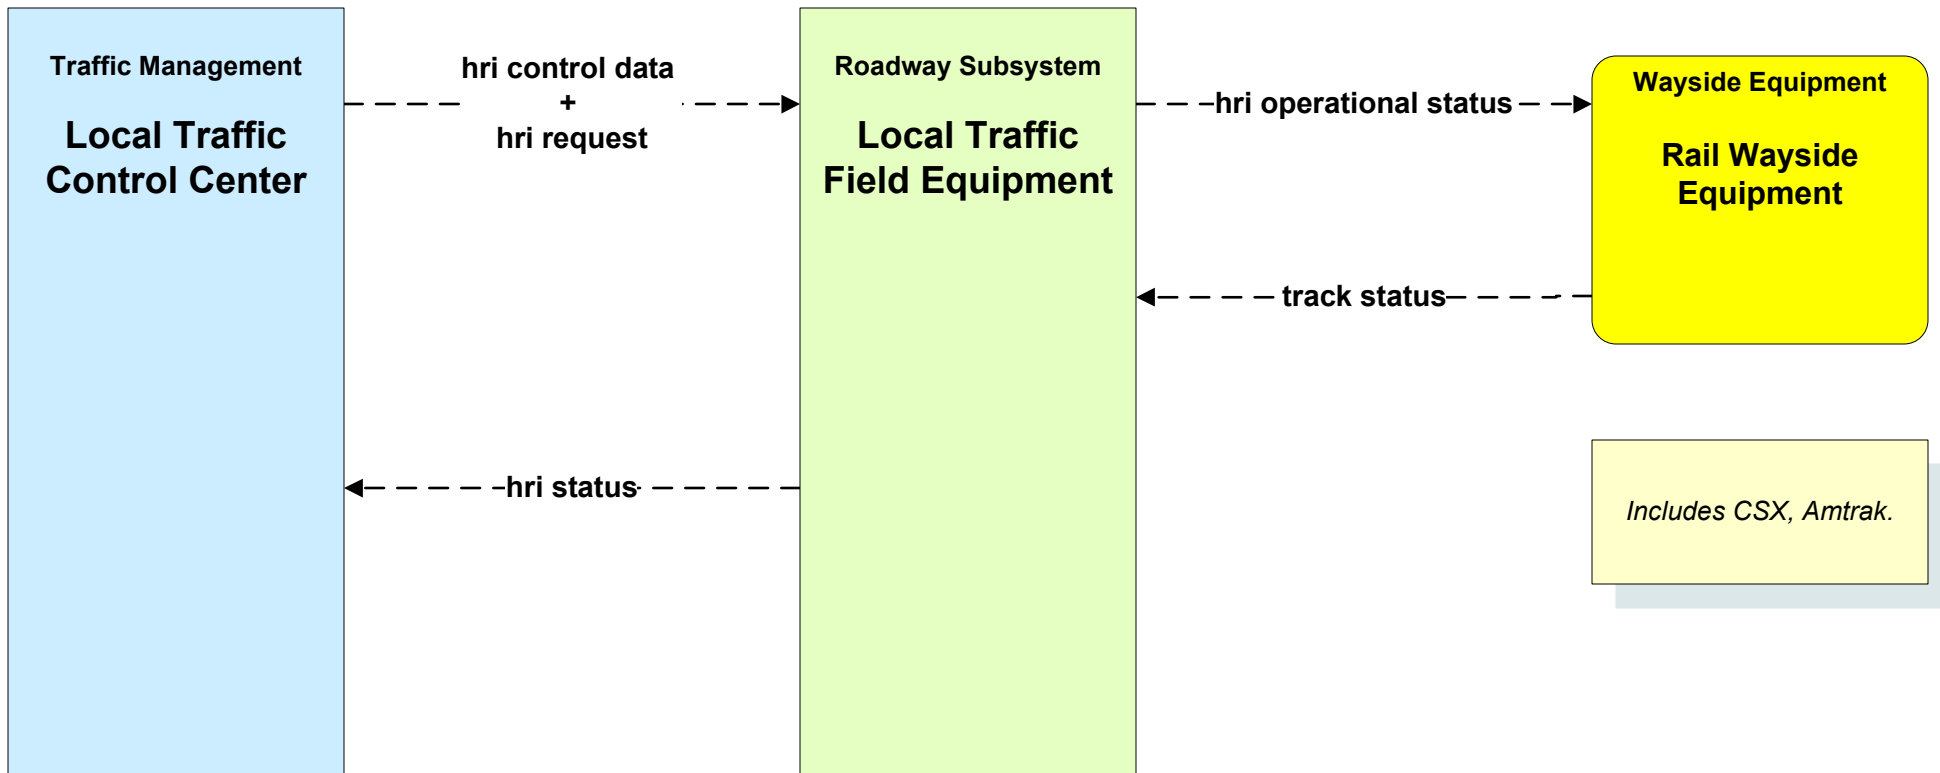 Traffic Management
Local Traffic
Control Center
hri control data
+
hri request
Roadway Subsystem
Local Traffic
Field Equipment
hri operational status
Wayside Equipment
Rail Wayside
Equipment
track status
hri status
Includes CSX, Amtrak.